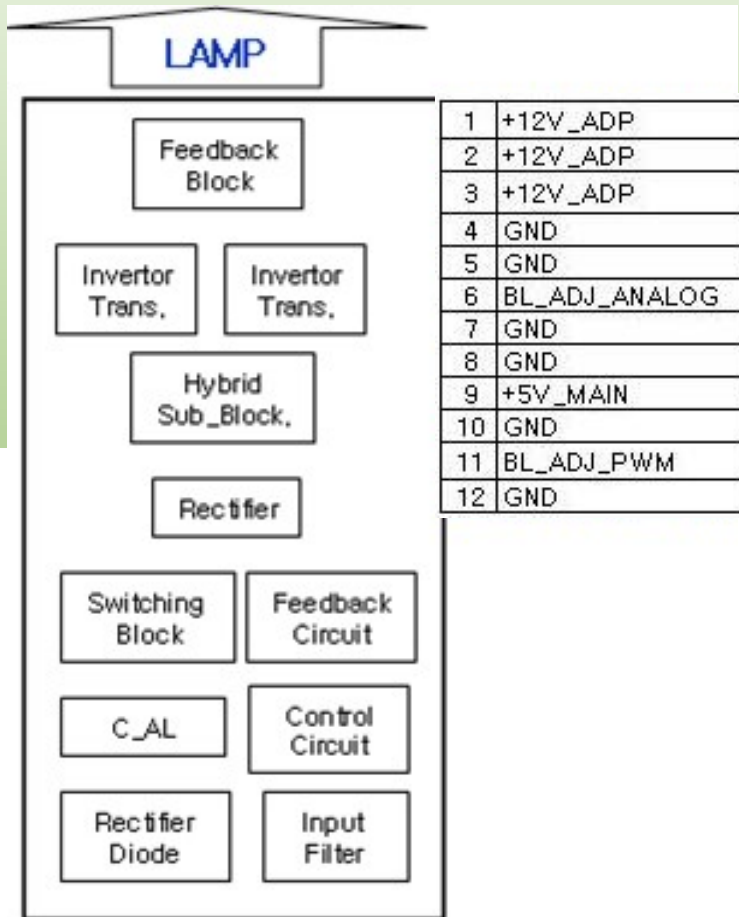 LAMP
Feedback
Block
Invertor
Trans.
Invertor
Trans.
Hybrid
Sub_Block.
Rectifier
Switching
Block
Feedback
Circuit
C_AL
Control
Circuit
Rectifier
Diode
Input
Filter
1 +12V_ADP
2 +12V_ADP
3 +12V_ADP
4 GND
5 GND
6 BL_ADJ_ANALOG
7 GND
8 GND
9 +5V_MAIN
10 GND
11 BL_ADJ_PWM
12 GND